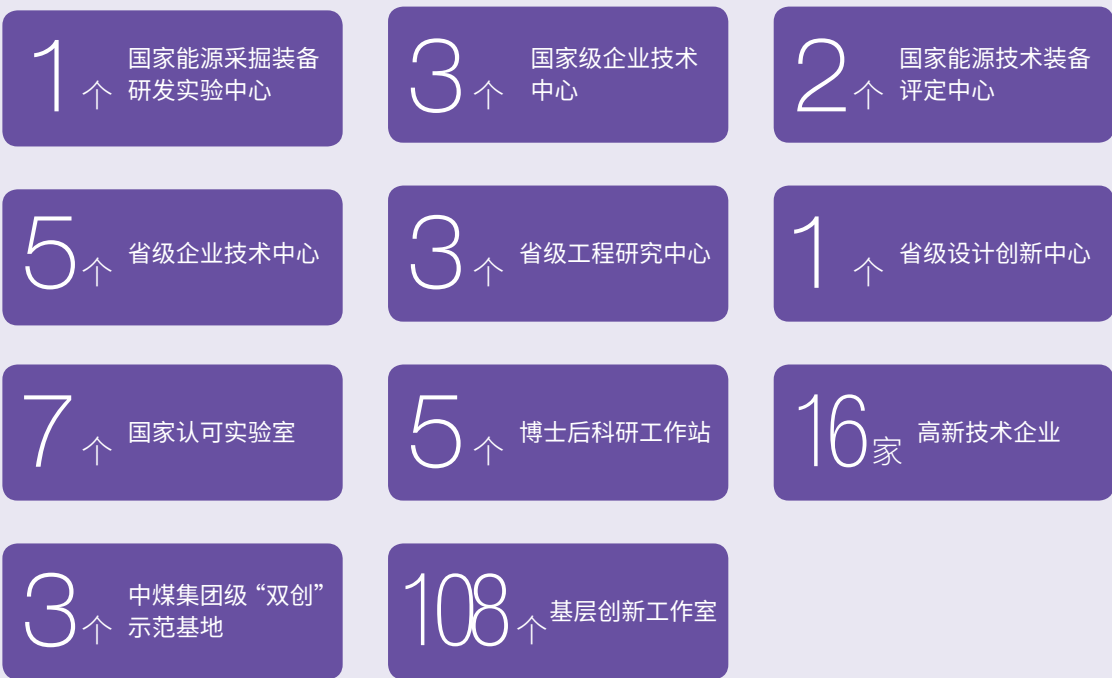 1个 国家能源采掘装备
研发实验中心
3个 国家级企业技术
中心
2个 国家能源技术装备
评定中心
5个 省级企业技术中心
3个 省级工程研究中心
1个 省级设计创新中心
7个 国家认可实验室
5个 博士后科研工作站
16家 高新技术企业
3个 中煤集团级“双创”
示范基地
108个 基层创新工作室